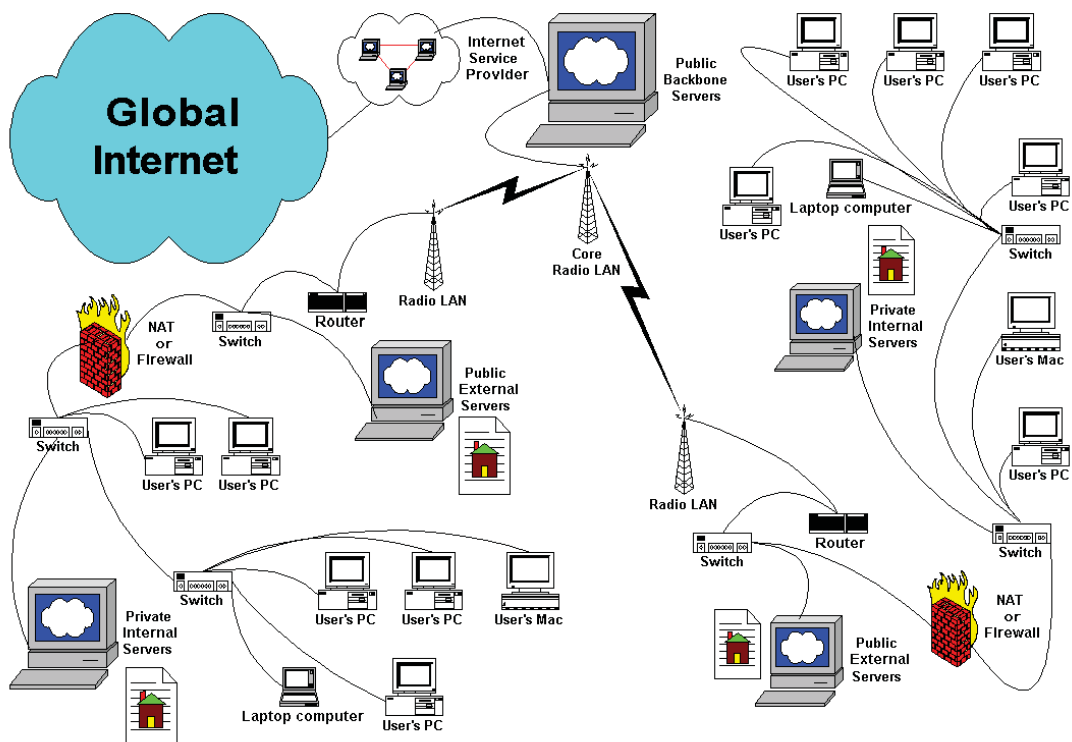 Global
Internet
Internet
Service
Provider
Public
Backbone
Servers
User's PC
User's PC
User's PC
User's PC
Laptop computer
User's PC
Switch
Core
Radio LAN
Radio LAN
Router
Switch
NAT
or
Firewall
Public
External
Servers
Private
Internal
Servers
User's Mac
User's PC
Switch
User's PC
User's PC
Radio LAN
Router
Switch
Switch
Switch
User's PC
User's PC
User's Mac
Private
Internal
Servers
Laptop computer
User's PC
NAT
or
Firewall
Public
External
Servers